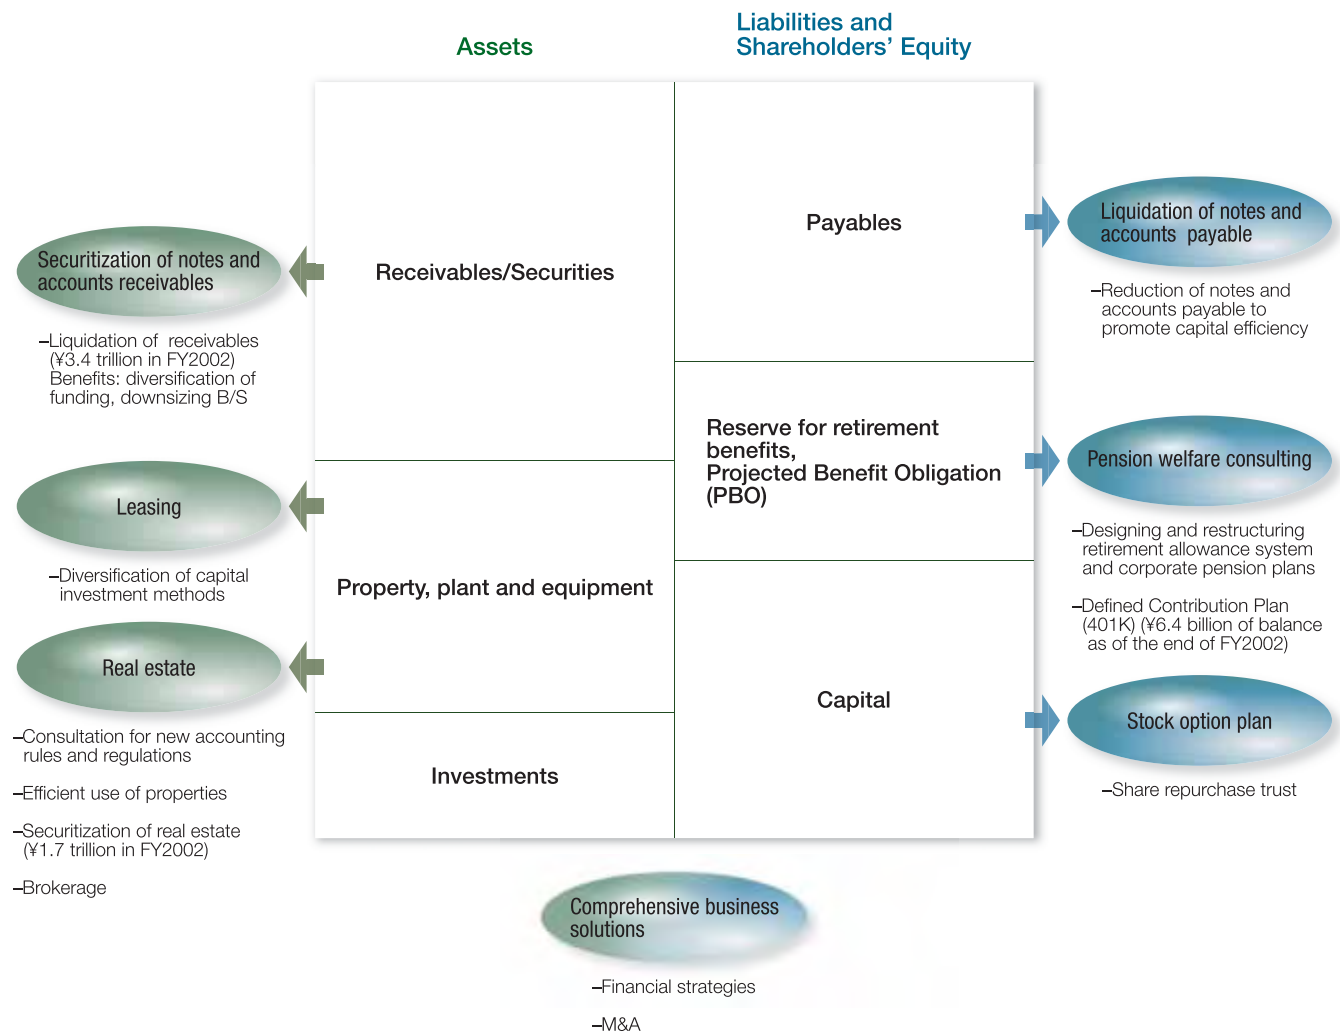 Assets
Liabilities and
Shareholders’ Equity
Receivables/Securities
Property, plant and equipment
Investments
Payables
Reserve for retirement
benefits,
Projected Benefit Obligation
(PBO)
Capital
Securitization of notes and
accounts receivables
–Liquidation of receivables
(¥3.4 trillion in FY2002)
Benefits: diversification of
funding, downsizing B/S
Leasing
–Diversification of capital
investment methods
Real estate
–Consultation for new accounting
rules and regulations
–Efficient use of properties
–Securitization of real estate
(¥1.7 trillion in FY2002)
–Brokerage
Liquidation of notes and
accounts payable
–Reduction of notes and
accounts payable to
promote capital efficiency
Pension welfare consulting
–Designing and restructuring
retirement allowance system
and corporate pension plans
–Defined Contribution Plan
(401K) (¥6.4 billion of balance
as of the end of FY2002)
Stock option plan
–Share repurchase trust
Comprehensive business
solutions
–Financial strategies
–M&A